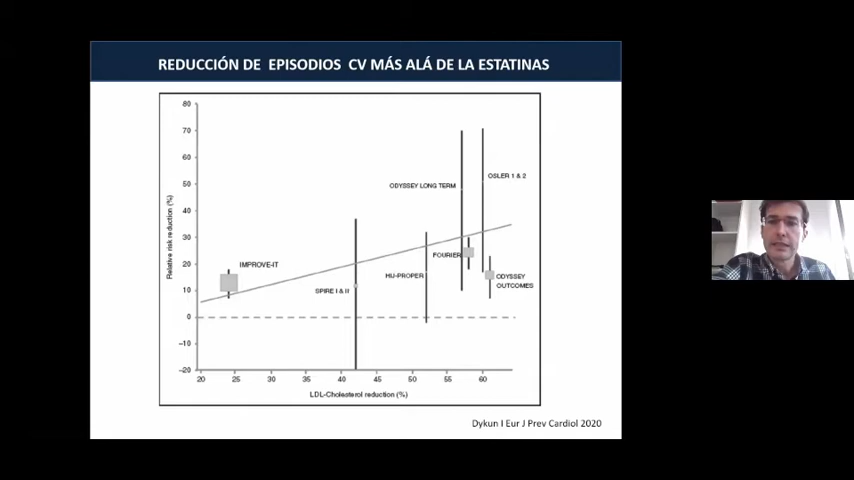 REDUCCIÓN DE EPISODIOS CV MÁS ALÁ DE LA ESTATINAS
80
70
60
50
40
30
20
10
0
−10
−20
Relative risk reduction (%)
IMPROVE-IT
SPIRE I & II
HU-PROPER
ODYSSEY LONG TERM
FOURIER
OSLER 1 & 2
ODYSSEY
OUTCOMES
20 25 30 35 40 45 50 55 60
LDL-Cholesterol reduction (%)
Dykun I Eur J Prev Cardiol 2020